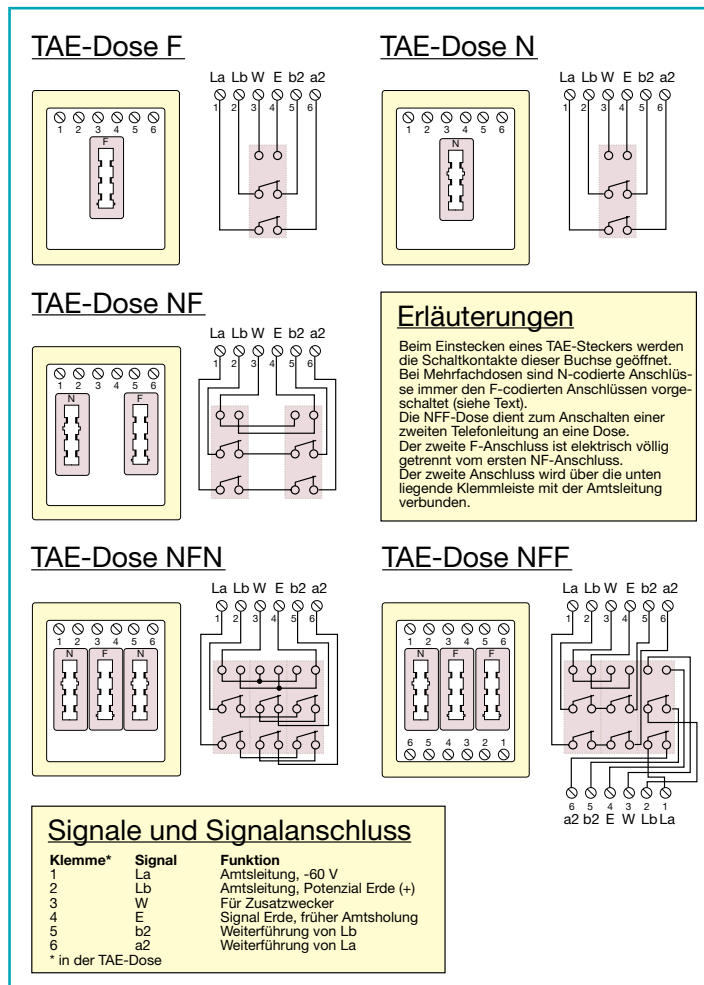 TAE-Dose F
La Lb W E b2 a2
1 2 3 4 5 6
1 2 3 4 5 6
F
TAE-Dose N
La Lb W E b2 a2
1 2 3 4 5 6
1 2 3 4 5 6
N
TAE-Dose NF
La Lb W E b2 a2
1 2 3 4 5 6
1 2 3 4 5 6
N F
Erläuterungen
Beim Einstecken eines TAE-Steckers werden
die Schaltkontakte dieser Buchse geöffnet.
Bei Mehrfachdosen sind N-codierte Anschlüs-
se immer den F-codierten Anschlüssen vorge-
schaltet (siehe Text).
Die NFF-Dose dient zum Anschalten einer
zweiten Telefonleitung an eine Dose.
Der zweite F-Anschluss ist elektrisch völlig
getrennt vom ersten NF-Anschluss.
Der zweite Anschluss wird über die unten
liegende Klemmleiste mit der Amtsleitung
verbunden.
TAE-Dose NFN
La Lb W E b2 a2
1 2 3 4 5 6
1 2 3 4 5 6
N F N
TAE-Dose NFF
La Lb W E b2 a2
1 2 3 4 5 6
1 2 3 4 5 6
N F F
6 5 4 3 2 1
6 5 4 3 2 1
a2 b2 E W Lb La
Signale und Signalanschluss
Klemme* Signal Funktion
1 La Amtsleitung, -60 V
2 Lb Amtsleitung, Potenzial Erde (+)
3 W Für Zusatzwecker
4 E Signal Erde, früher Amtsholung
5 b2 Weiterführung von Lb
6 a2 Weiterführung von La
* in der TAE-Dose